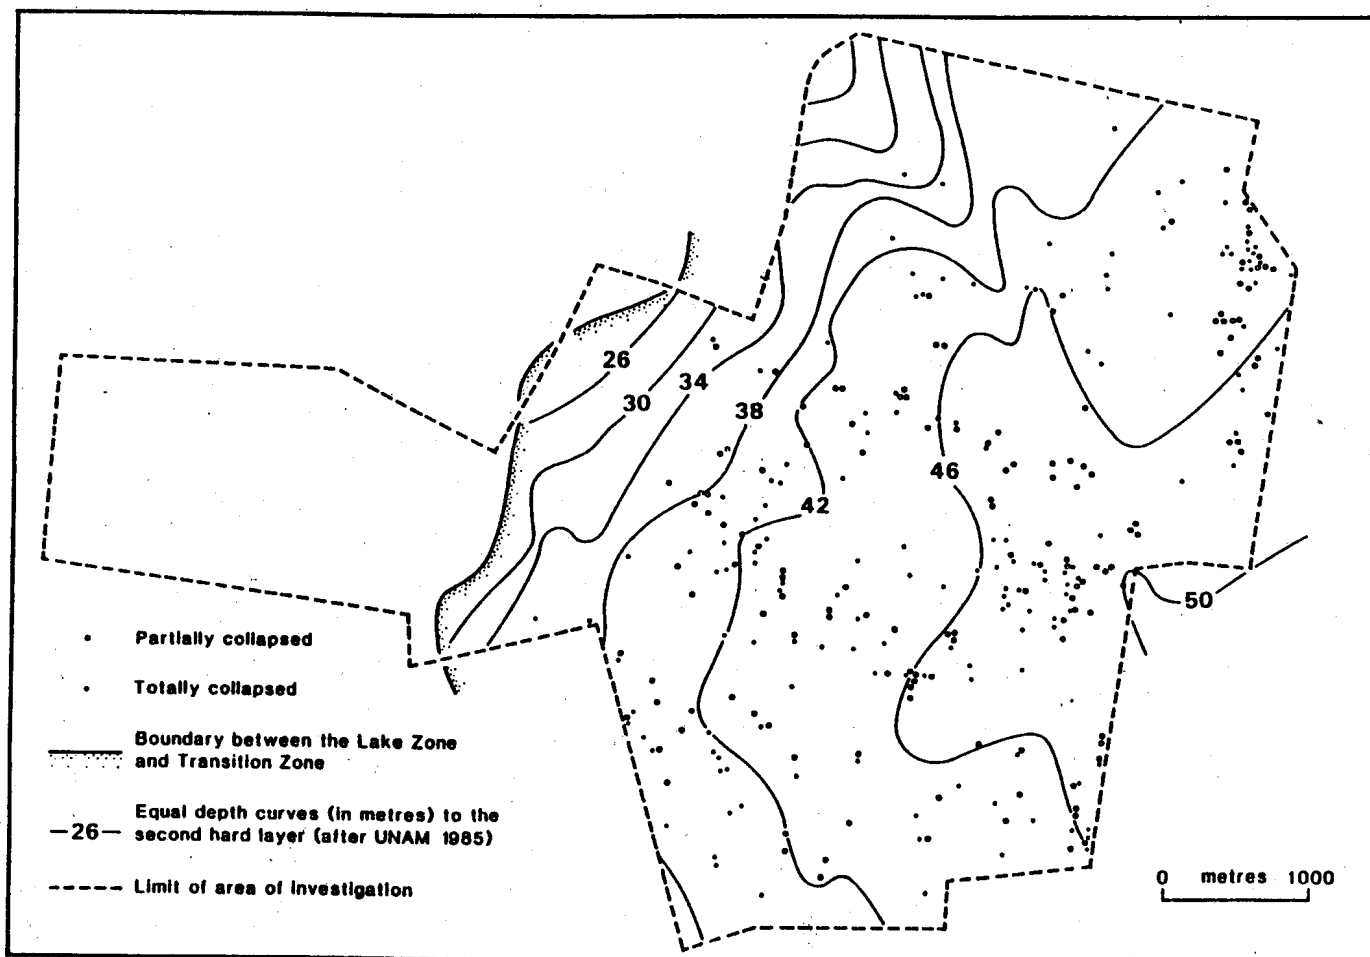 26
30
34
38
42
46
50
Partially collapsed
Totally collapsed
Boundary between the Lake Zone
and Transition Zone
—26— Equal depth curves (in metres) to the
second hard layer (after UNAM 1985)
Limit of area of investigation
0 metres 1000